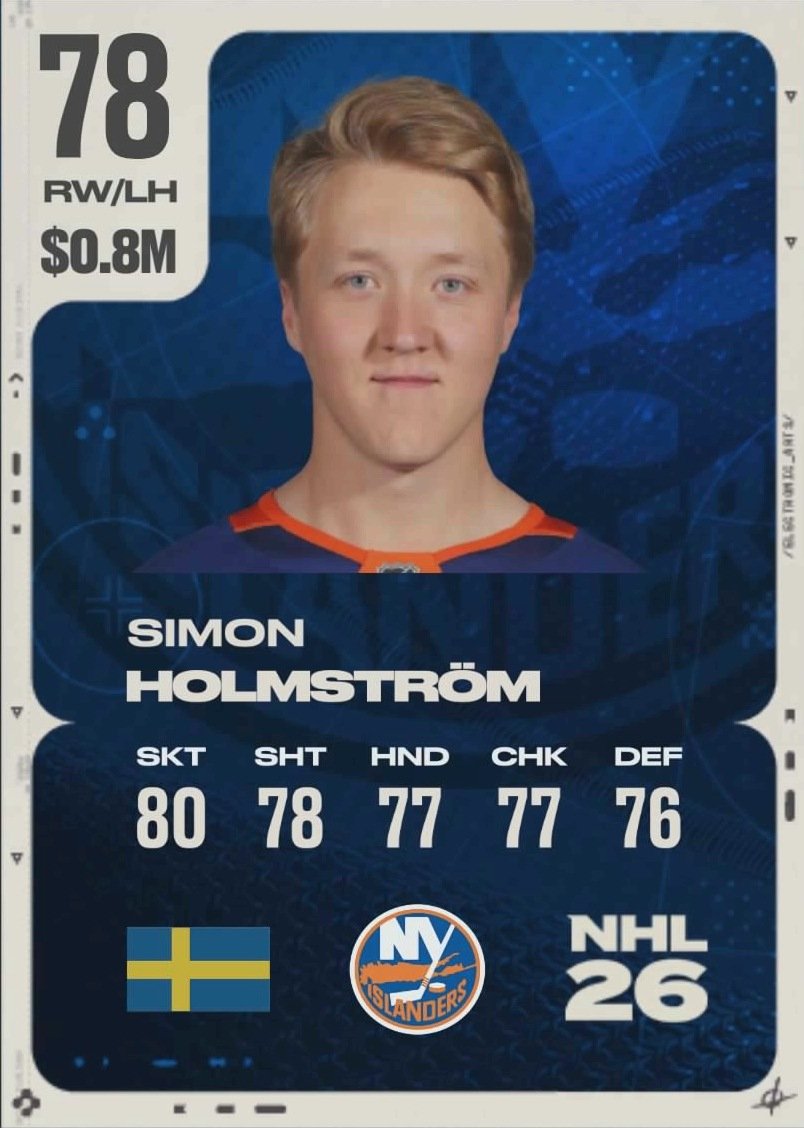 78
RW/LH
$0.8M
/ELECTRONIC_ARTS/
SIMON
HOLMSTRÖM
SKT SHT HND CHK DEF
80 78 77 77 76
NY
ISLANDERS
NHL
26